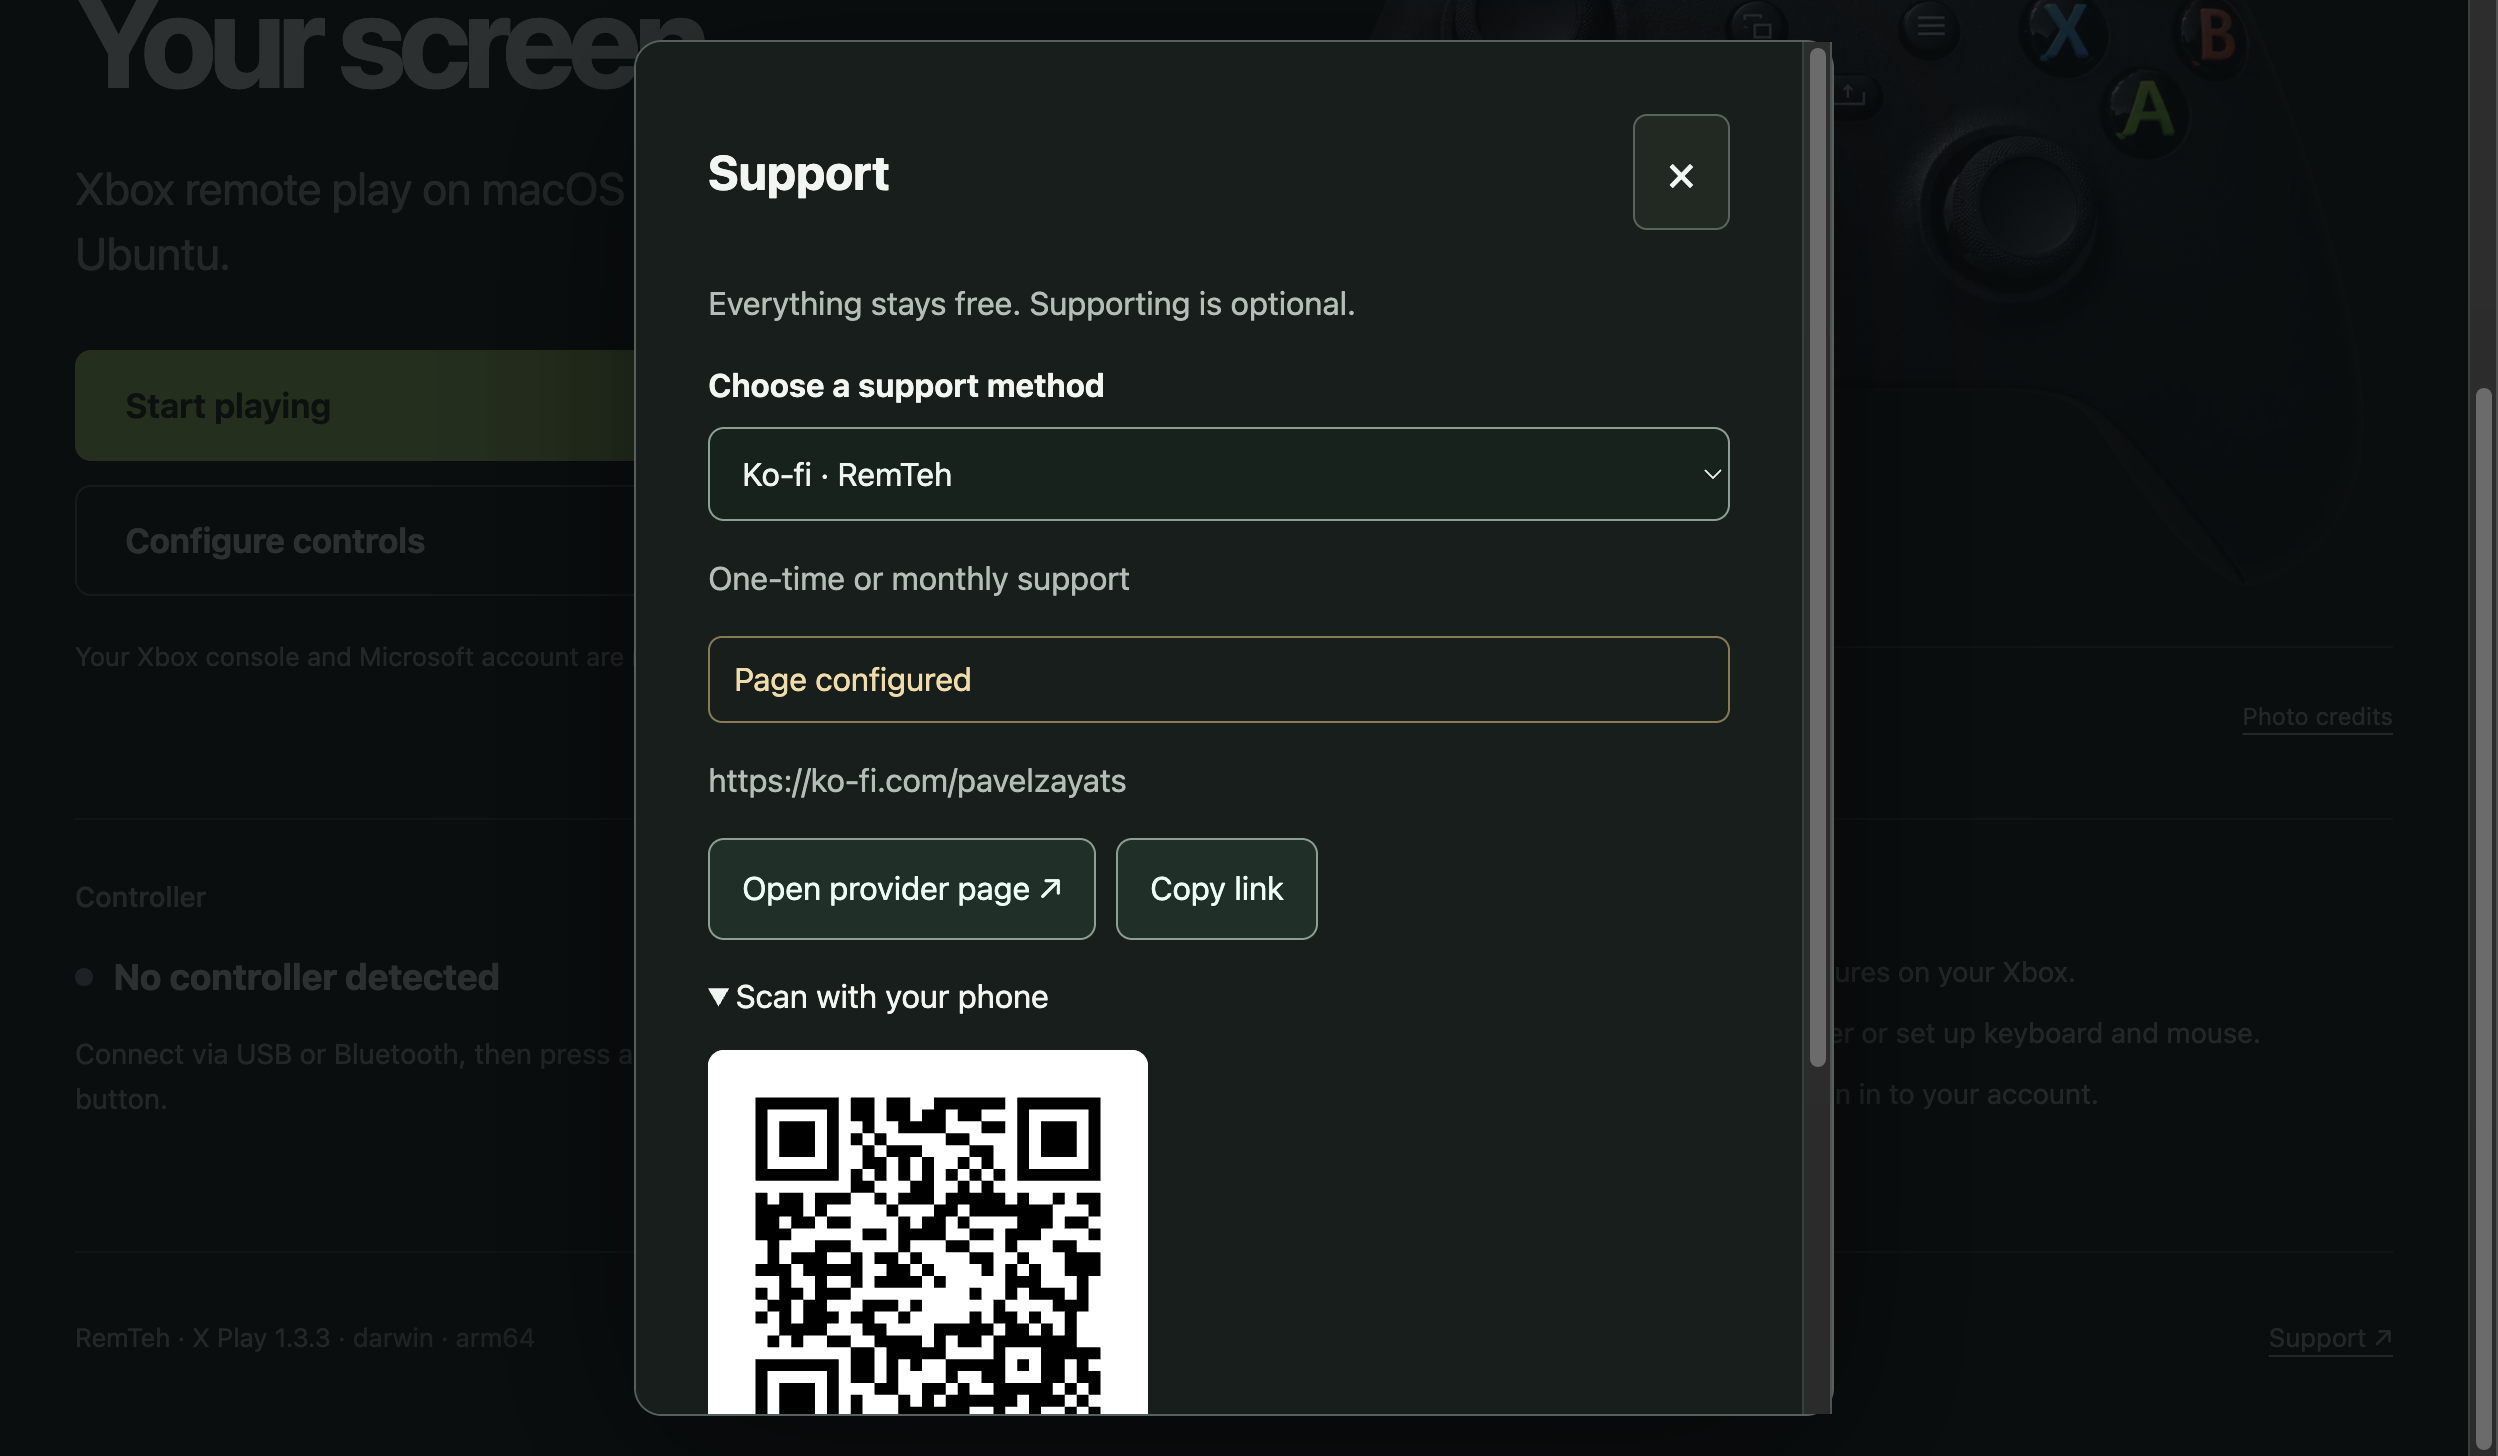 Your screen
Xbox remote play on macOS
Ubuntu.
Start playing
Configure controls
Your Xbox console and Microsoft account are
Controller
No controller detected
Connect via USB or Bluetooth, then press a
button.
RemTeh · X Play 1.3.3 · darwin · arm64
Support
×
Everything stays free. Supporting is optional.
Choose a support method
Ko-fi · RemTeh
One-time or monthly support
Page configured
https://ko-fi.com/pavelzayats
Open provider page ↗
Copy link
▼ Scan with your phone
X
B
A
Photo credits
ures on your Xbox.
er or set up keyboard and mouse.
n in to your account.
Support ↗